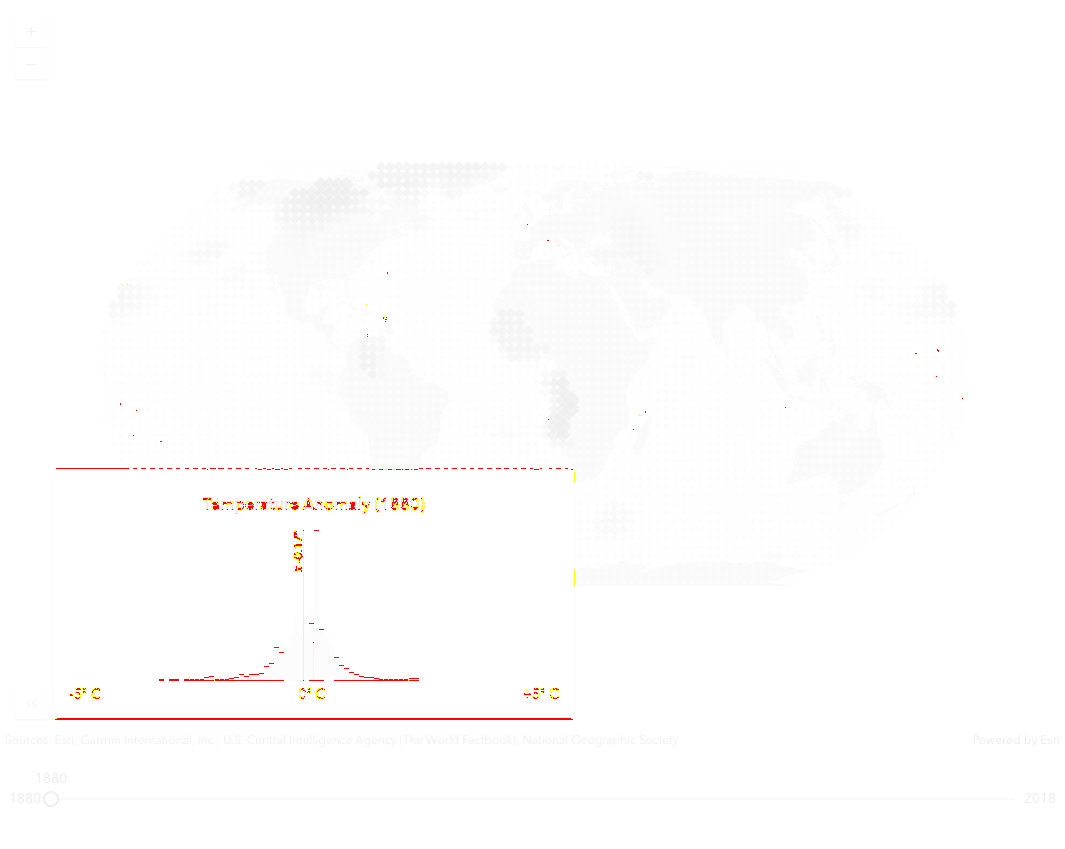 +
−
Temperature Anomaly (1880)
x̄ -0.17°
-5° C 0° C +5° C
«
Sources: Esri; Garmin International, Inc.; U.S. Central Intelligence Agency (The World Factbook); National Geographic Society Powered by Esri
1880
1880 2018